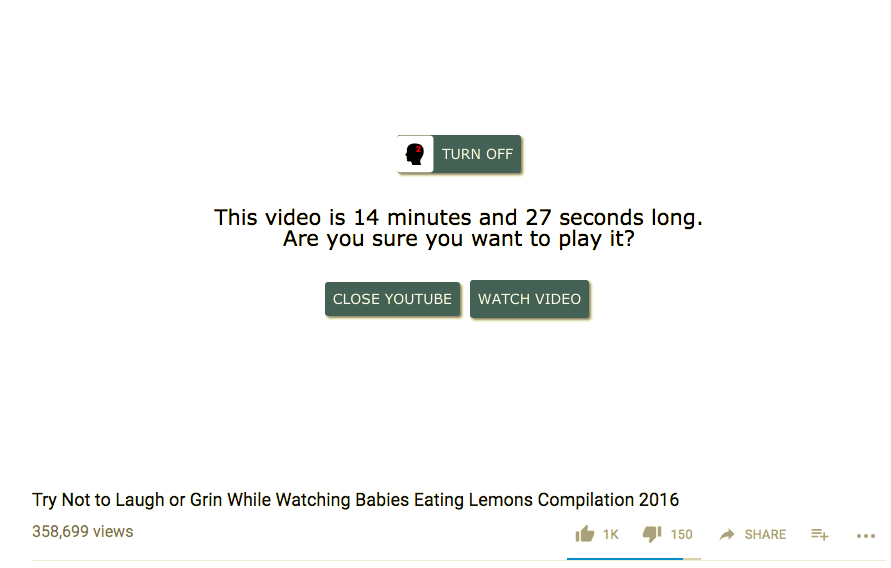 TURN OFF
This video is 14 minutes and 27 seconds long.
Are you sure you want to play it?
CLOSE YOUTUBE WATCH VIDEO
Try Not to Laugh or Grin While Watching Babies Eating Lemons Compilation 2016
358,699 views 1K 150 SHARE